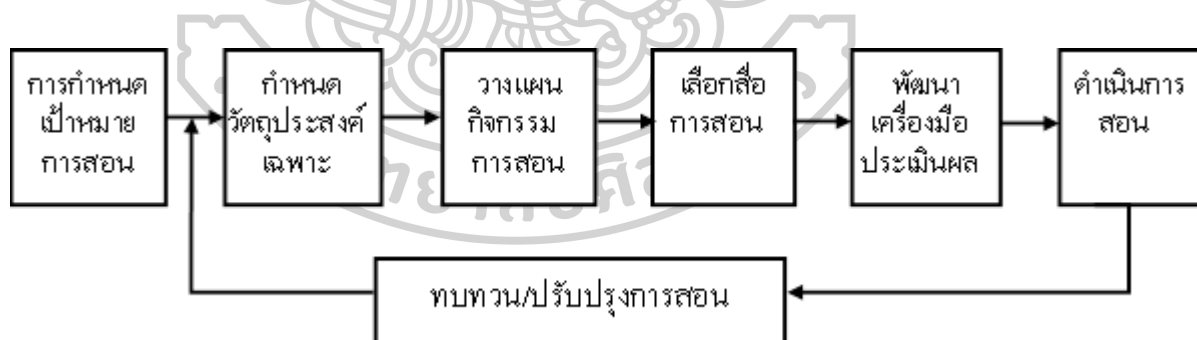 การกำหนด
เป้าหมาย
การสอน
กำหนด
วัตถุประสงค์
เฉพาะ
วางแผน
กิจกรรม
การสอน
เลือกสื่อ
การสอน
พัฒนา
เครื่องมือ
ประเมินผล
ดำเนินการ
สอน
ทบทวน/ปรับปรุงการสอน